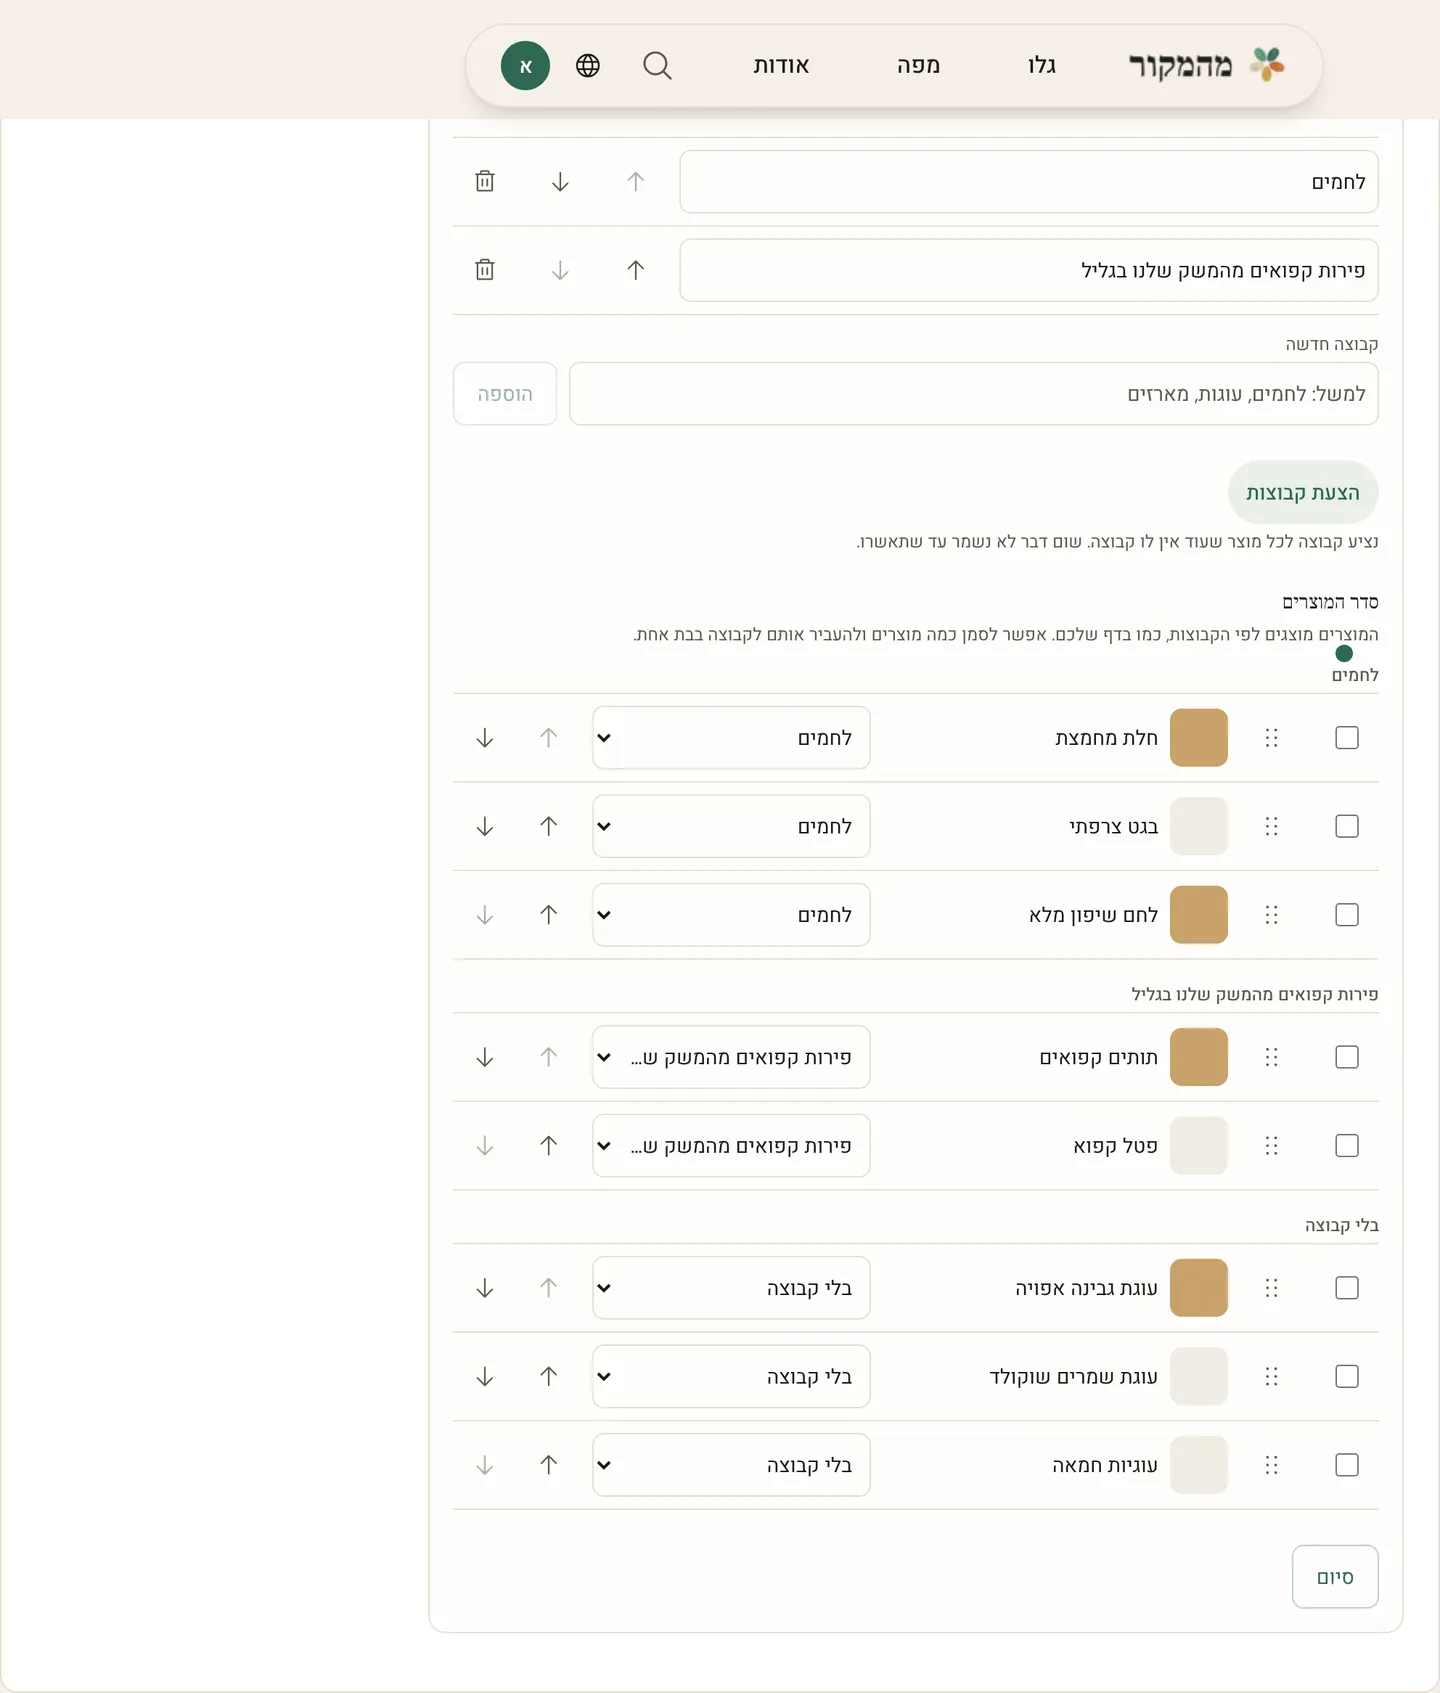 מהמקור
גלו
מפה
אודות
א
לחמים
פירות קפואים מהמשק שלנו בגליל
קבוצה חדשה
למשל: לחמים, עוגות, מארזים
הוספה
הצעת קבוצות
נציע קבוצה לכל מוצר שעוד אין לו קבוצה. שום דבר לא נשמר עד שתאשרו.
סדר המוצרים
המוצרים מוצגים לפי הקבוצות, כמו בדף שלכם. אפשר לסמן כמה מוצרים ולהעביר אותם לקבוצה בבת אחת.
לחמים
חלת מחמצת
לחמים
בגט צרפתי
לחמים
לחם שיפון מלא
לחמים
פירות קפואים מהמשק שלנו בגליל
תותים קפואים
פירות קפואים מהמשק ש...
פטל קפוא
פירות קפואים מהמשק ש...
בלי קבוצה
עוגת גבינה אפויה
בלי קבוצה
עוגת שמרים שוקולד
בלי קבוצה
עוגיות חמאה
בלי קבוצה
סיום